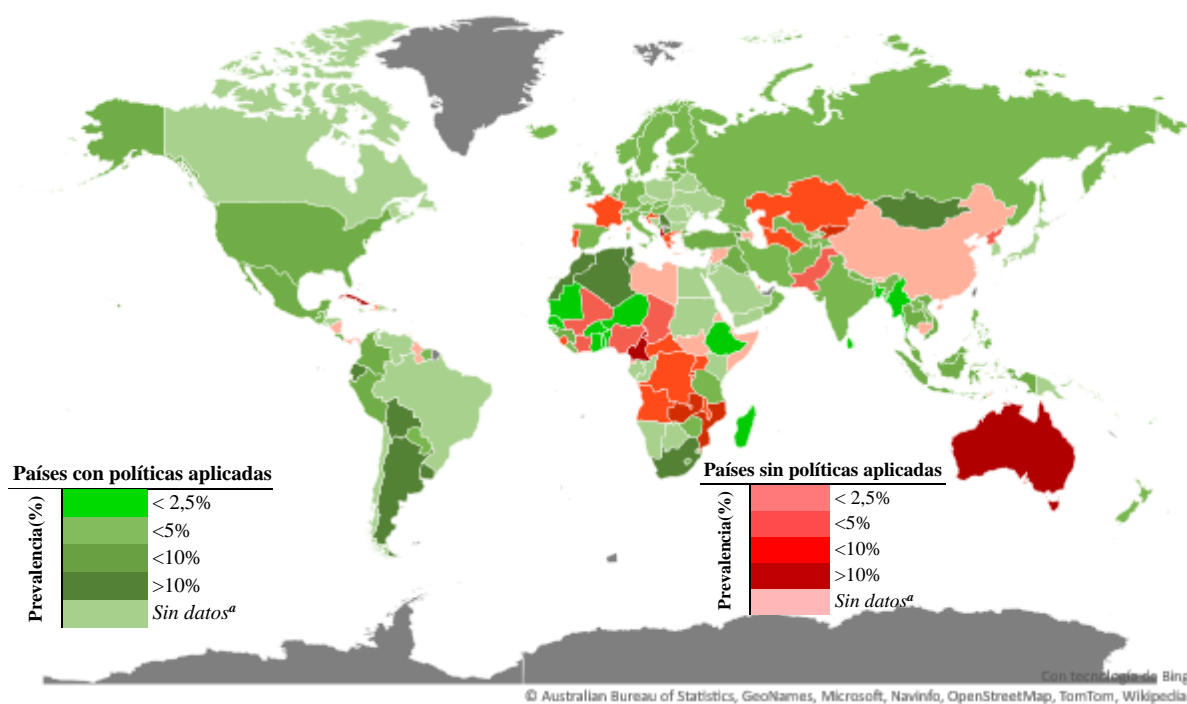 Países con políticas aplicadas
Prevalencia(%)
< 2,5%
<5%
<10%
>10%
Sin datosª
Países sin políticas aplicadas
Prevalencia(%)
< 2,5%
<5%
<10%
>10%
Sin datosª
Con tecnología de Bing
© Australian Bureau of Statistics, GeoNames, Microsoft, Navinfo, OpenStreetMap, TomTom, Wikipedia